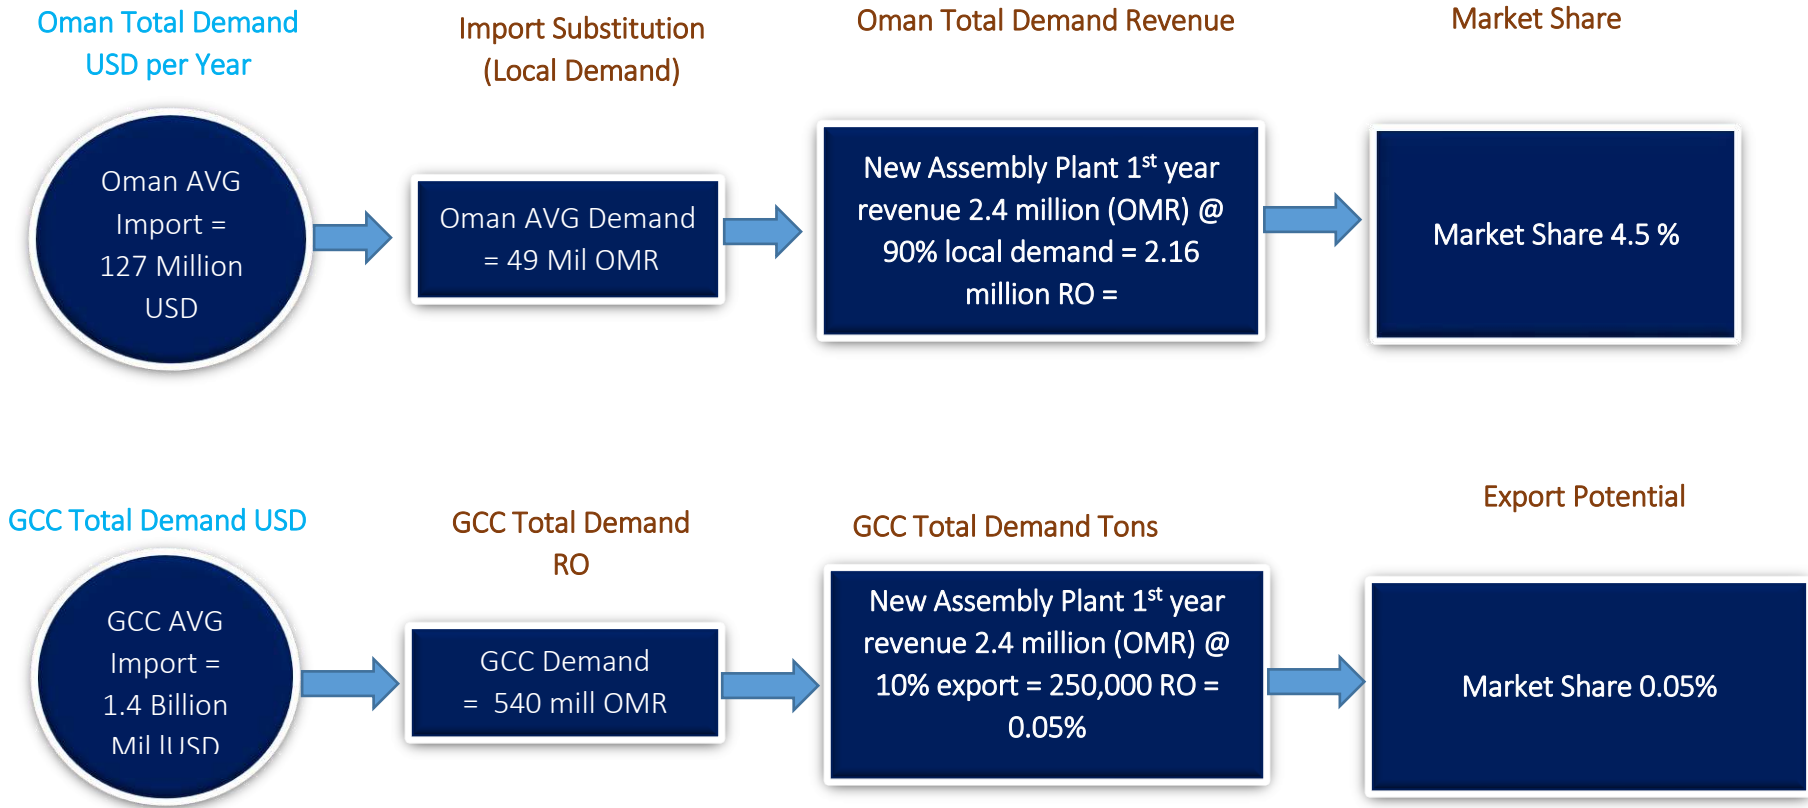 Oman Total Demand
USD per Year
Import Substitution
(Local Demand)
Oman Total Demand Revenue
Market Share
Oman AVG
Import =
127 Million
USD
Oman AVG Demand
= 49 Mil OMR
New Assembly Plant 1st year
revenue 2.4 million (OMR) @
90% local demand = 2.16
million RO =
Market Share 4.5 %
GCC Total Demand USD
GCC Total Demand
RO
GCC Total Demand Tons
Export Potential
GCC AVG
Import =
1.4 Billion
Mil lUSD
GCC Demand
= 540 mill OMR
New Assembly Plant 1st year
revenue 2.4 million (OMR) @
10% export = 250,000 RO =
0.05%
Market Share 0.05%